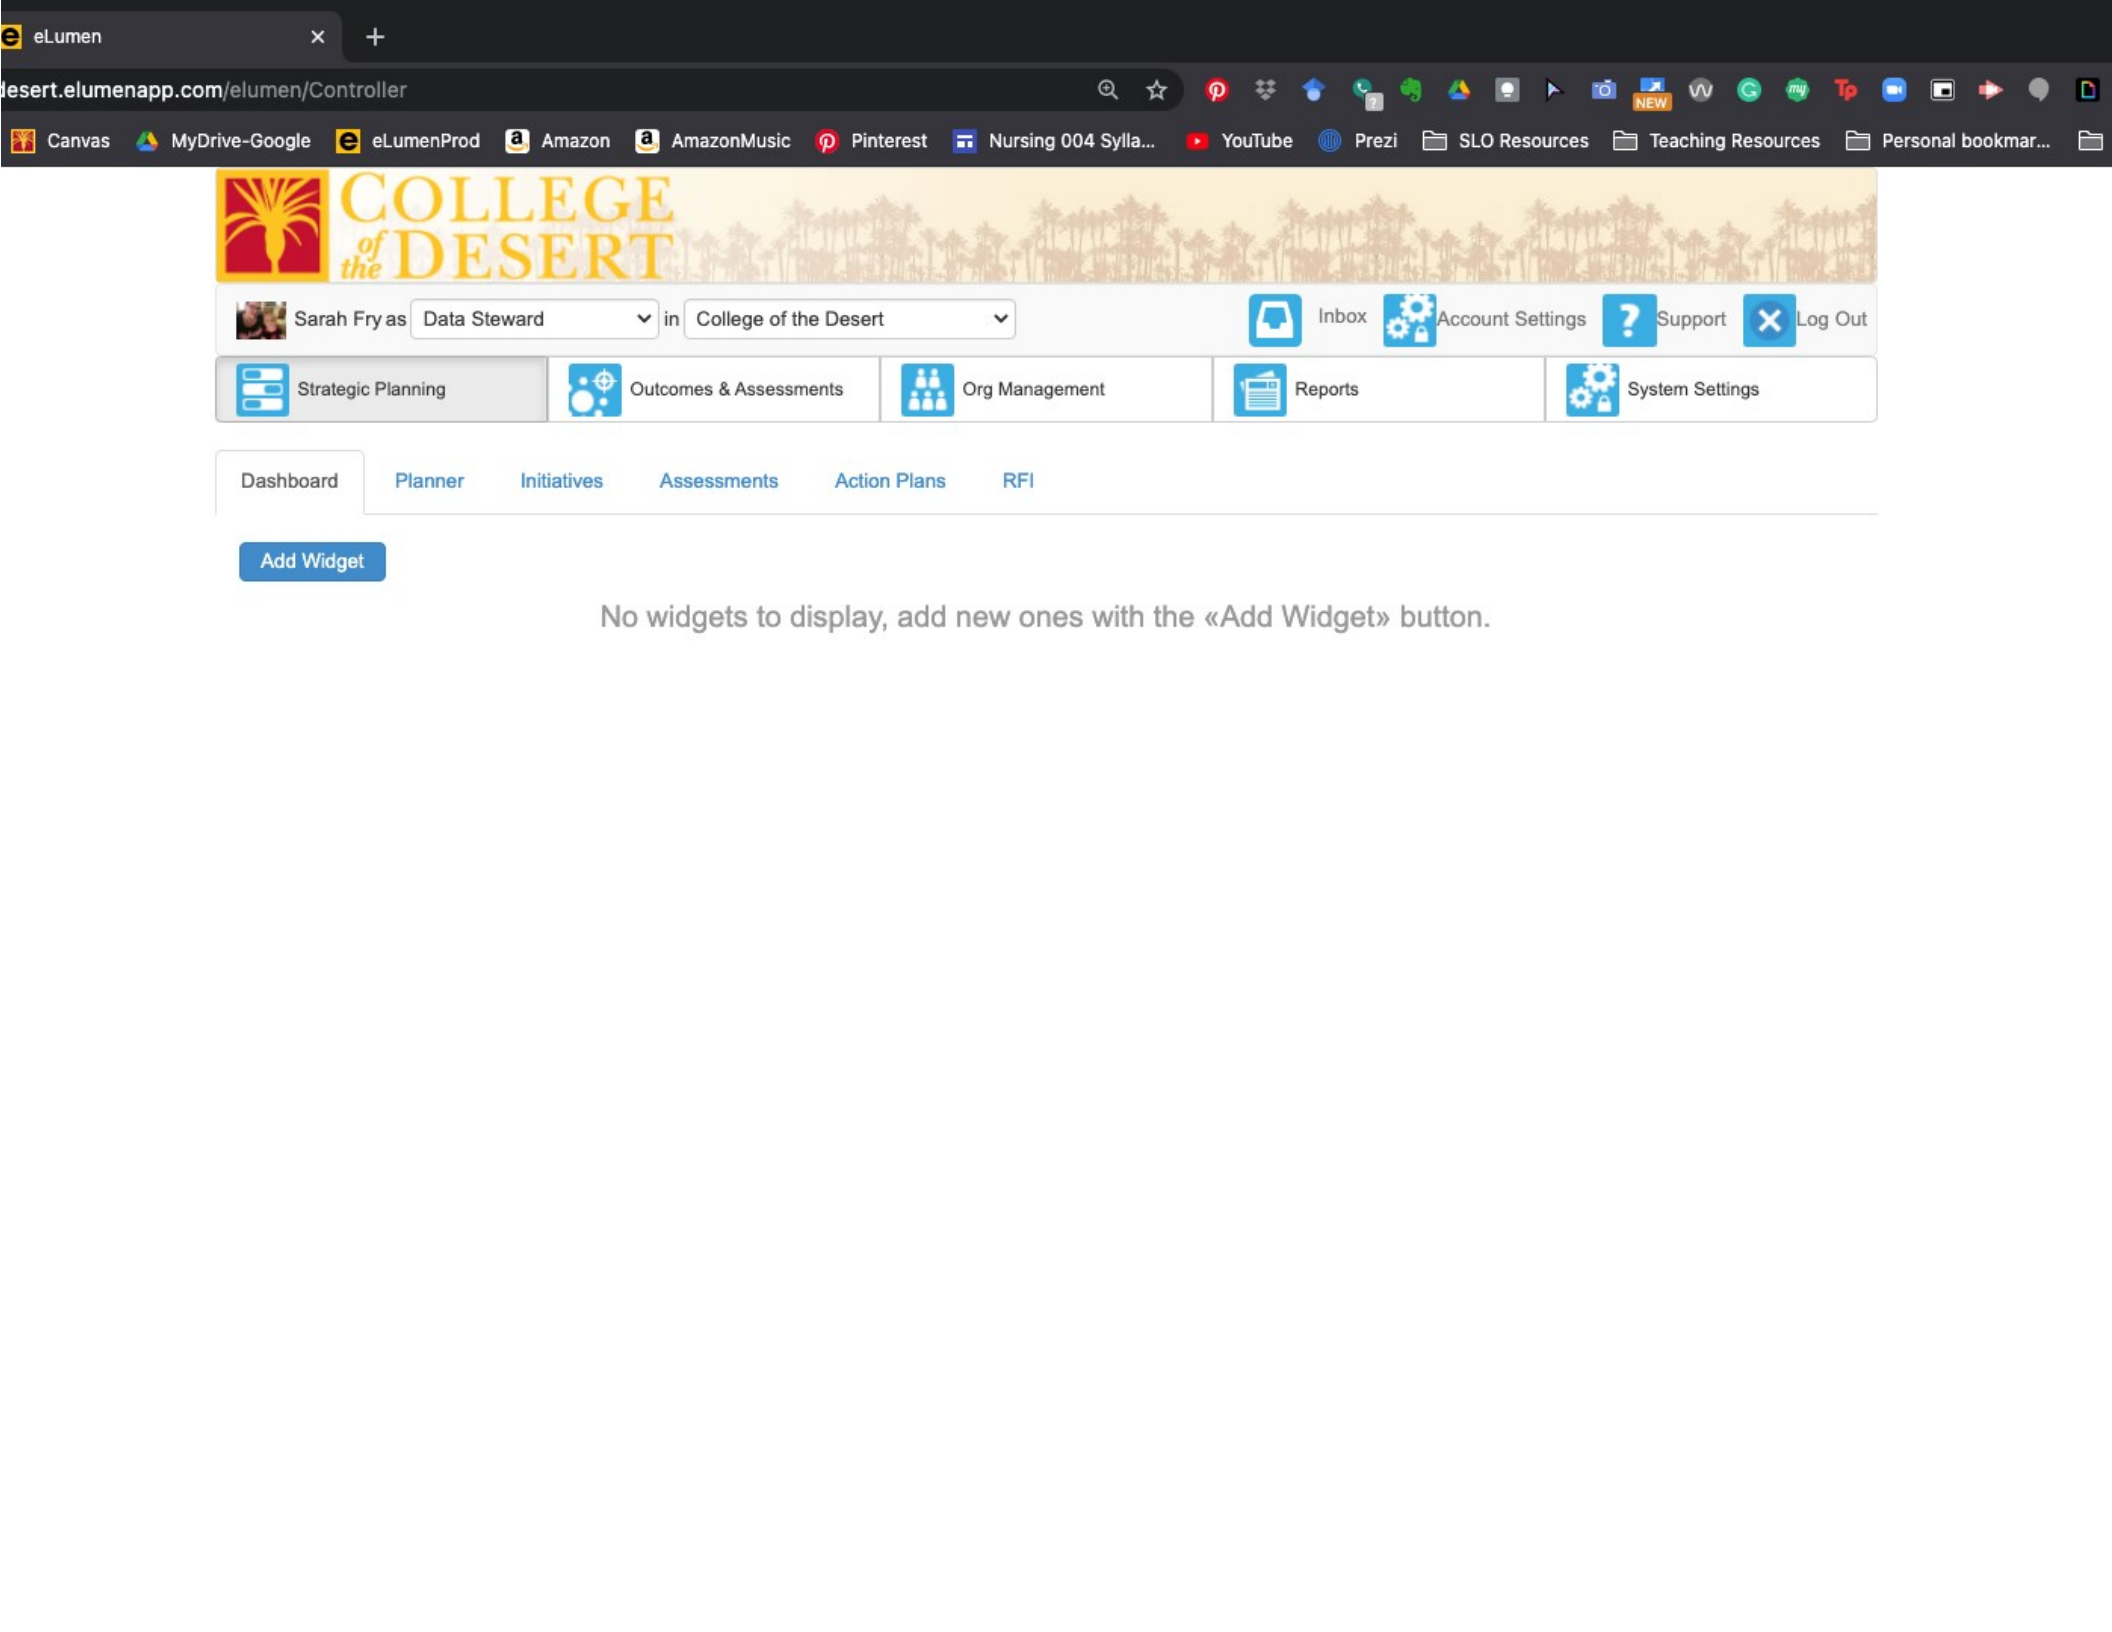 eLumen
desert.elumenapp.com/elumen/Controller
NEW
Canvas MyDrive-Google eLumenProd Amazon AmazonMusic Pinterest Nursing 004 Sylla... YouTube Prezi SLO Resources Teaching Resources Personal bookmar...
COLLEGE
of the DESERT
Sarah Fry as Data Steward in College of the Desert Inbox Account Settings Support Log Out
Strategic Planning Outcomes & Assessments Org Management Reports System Settings
Dashboard Planner Initiatives Assessments Action Plans RFI
Add Widget
No widgets to display, add new ones with the «Add Widget» button.